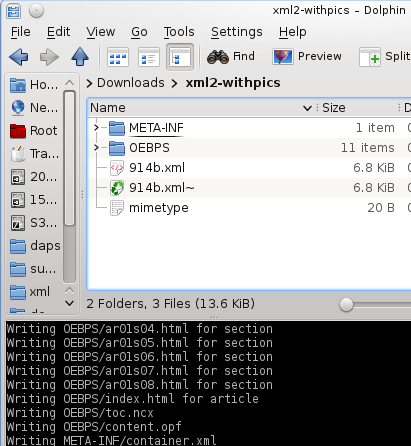 xml2-withpics – Dolphin
File Edit View Go Tools Settings Help
Find Preview Split
Downloads xml2-withpics
Ho...
Ne...
Root
Tra...
20...
15...
S3...
daps
su...
xml
Name Size
META-INF 1 item
OEBPS 11 items
914b.xml 6.8 KiB
914b.xml~ 6.8 KiB
mimetype 20 B
2 Folders, 3 Files (13.6 KiB)
Writing OEBPS/ar01s04.html for section
Writing OEBPS/ar01s05.html for section
Writing OEBPS/ar01s06.html for section
Writing OEBPS/ar01s07.html for section
Writing OEBPS/ar01s08.html for section
Writing OEBPS/index.html for article
Writing OEBPS/toc.ncx
Writing OEBPS/content.opf
Writing META-INF/container.xml